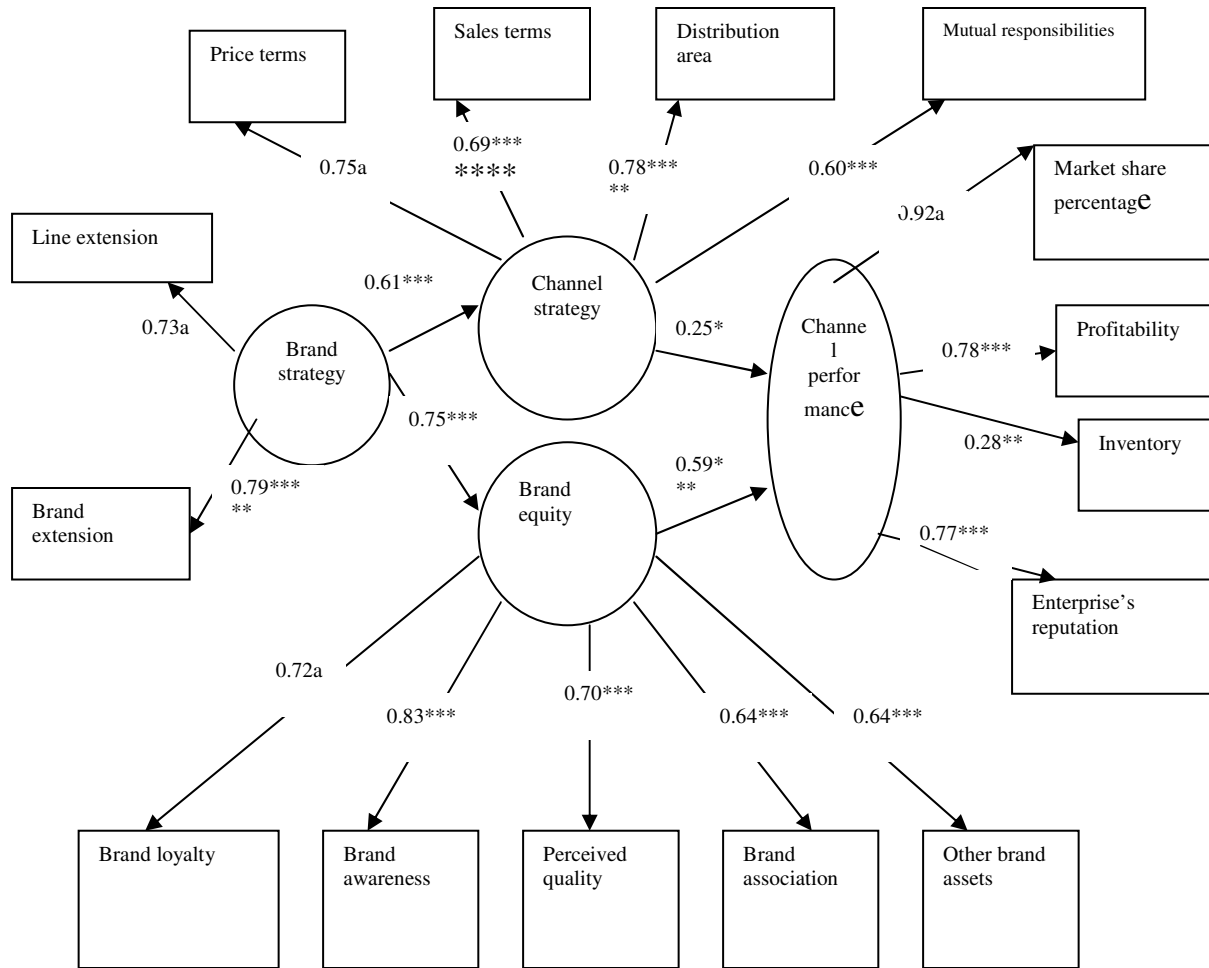 Price terms
Sales terms
Distribution
area
Mutual responsibilities
0.75a
0.69***
****
0.78***
**
0.60***
0.92a
Market share
percentage
Line extension
0.73a
0.61***
Channel
strategy
Brand
strategy
0.25*
Channe
l
perfor
mance
0.78***
Profitability
0.28**
Inventory
0.75***
0.79***
**
Brand
extension
Brand
equity
0.59*
**
0.77***
Enterprise’s
reputation
0.72a
0.83***
0.70***
0.64***
0.64***
Brand loyalty
Brand
awareness
Perceived
quality
Brand
association
Other brand
assets